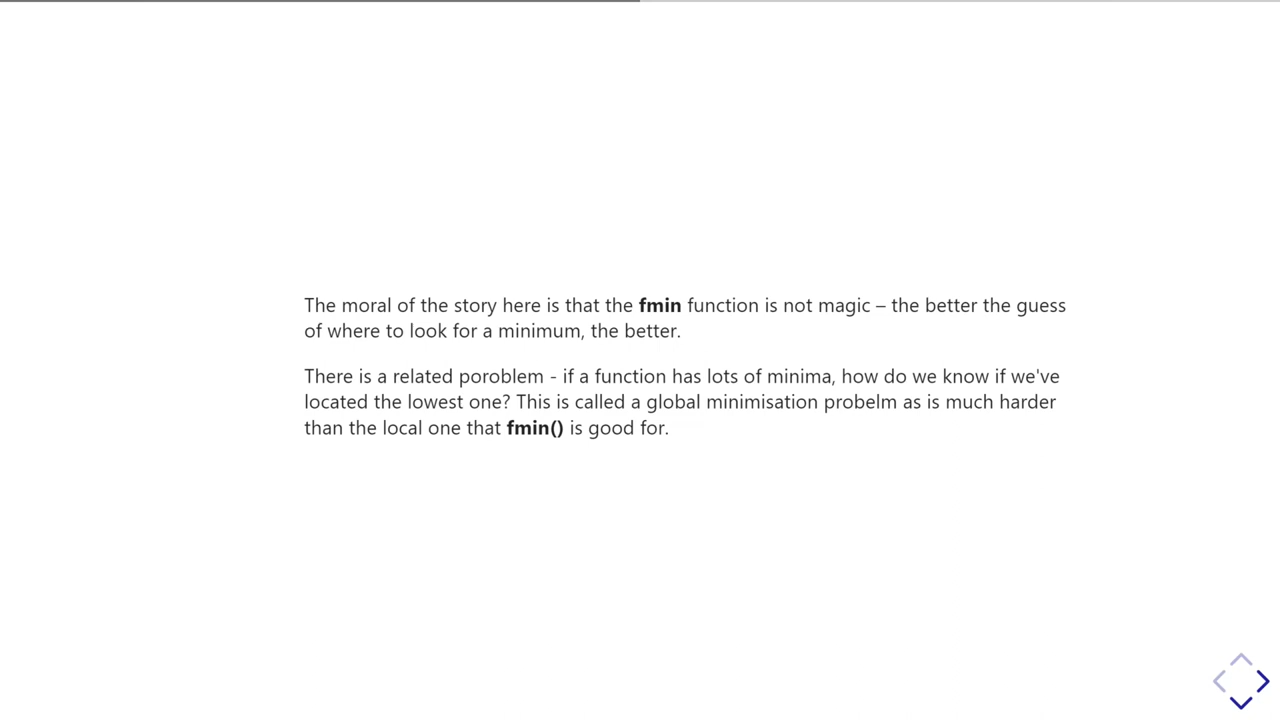 The moral of the story here is that the fmin function is not magic – the better the guess
of where to look for a minimum, the better.
There is a related poroblem - if a function has lots of minima, how do we know if we've
located the lowest one? This is called a global minimisation probelm as is much harder
than the local one that fmin() is good for.